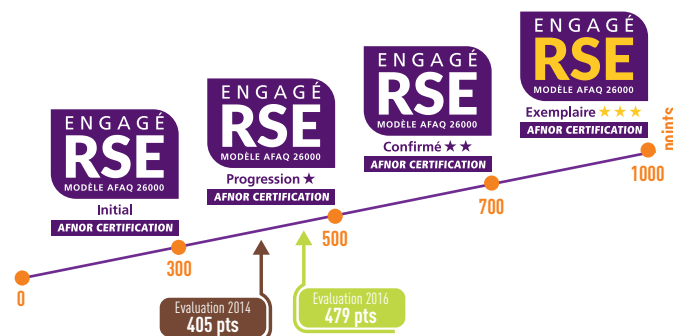 ENGAGÉ
RSE
MODÈLE AFAQ 26000
Initial
AFNOR CERTIFICATION
ENGAGÉ
RSE
MODÈLE AFAQ 26000
Progression ★
AFNOR CERTIFICATION
ENGAGÉ
RSE
MODÈLE AFAQ 26000
Confirmé ★★
AFNOR CERTIFICATION
ENGAGÉ
RSE
MODÈLE AFAQ 26000
Exemplaire ★★★
AFNOR CERTIFICATION
0
300
500
700
1000
points
Evaluation 2014
405 pts
Evaluation 2016
479 pts